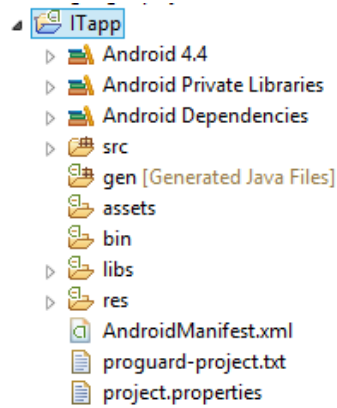 ITapp
Android 4.4
Android Private Libraries
Android Dependencies
src
gen [Generated Java Files]
assets
bin
libs
res
AndroidManifest.xml
proguard-project.txt
project.properties